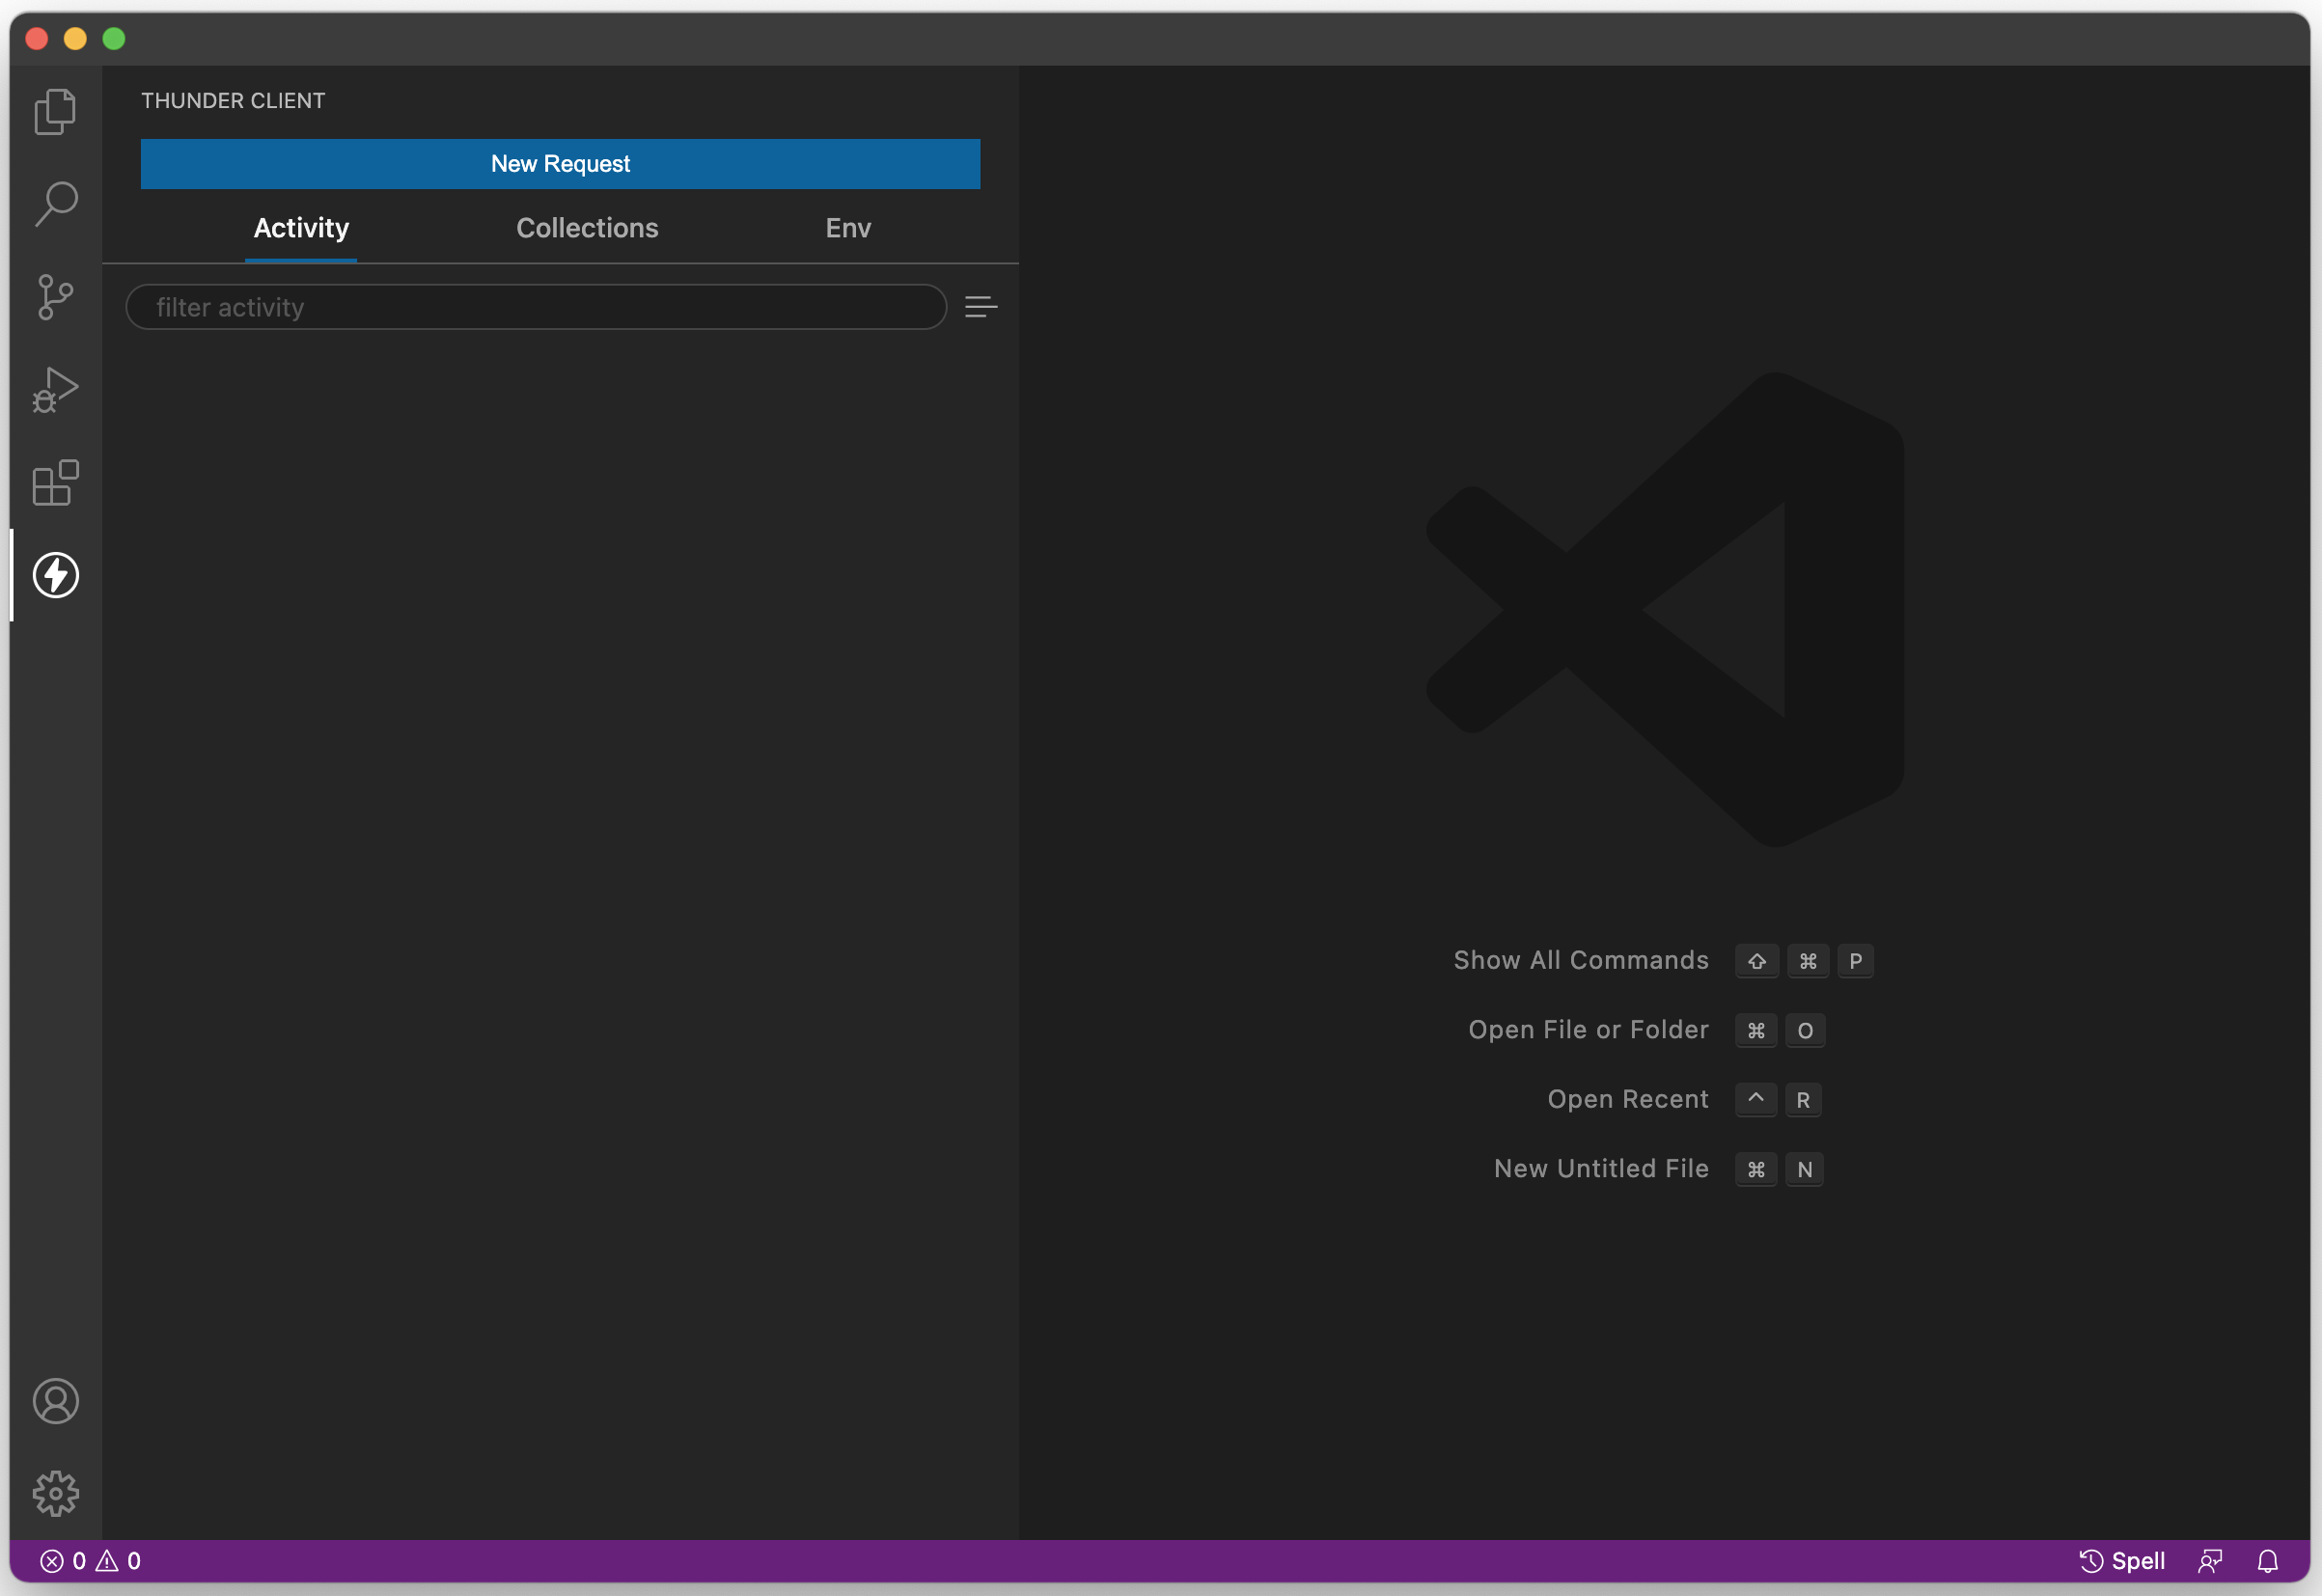 THUNDER CLIENT
New Request
Activity Collections Env
filter activity
Show All Commands ⇧ ⌘ P
Open File or Folder ⌘ O
Open Recent ^ R
New Untitled File ⌘ N
0 0 Spell